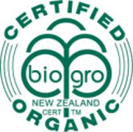 CERTIFIED
bio gro
NEW ZEALAND
CERT TM
ORGANIC